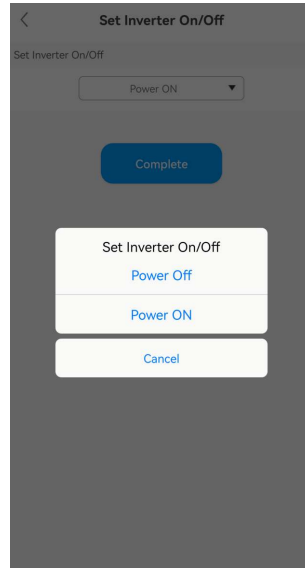 Set Inverter On/Off
Set Inverter On/Off
Power ON
Complete
Set Inverter On/Off
Power Off
Power ON
Cancel